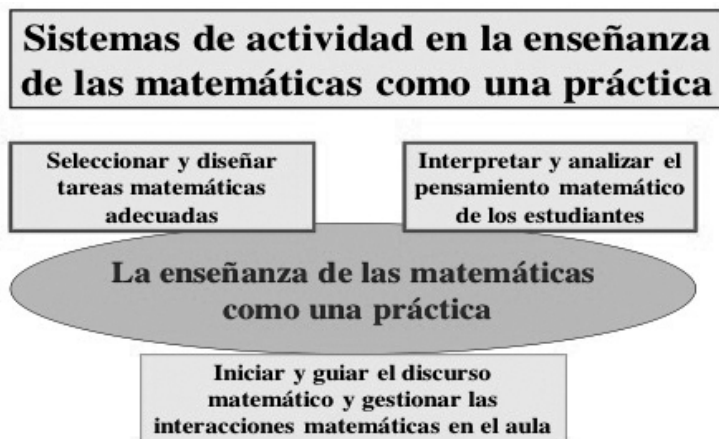 Sistemas de actividad en la enseñanza
de las matemáticas como una práctica
Seleccionar y diseñar
tareas matemáticas
adecuadas
Interpretar y analizar el
pensamiento matemático
de los estudiantes
La enseñanza de las matemáticas
como una práctica
Iniciar y guiar el discurso
matemático y gestionar las
interacciones matemáticas en el aula